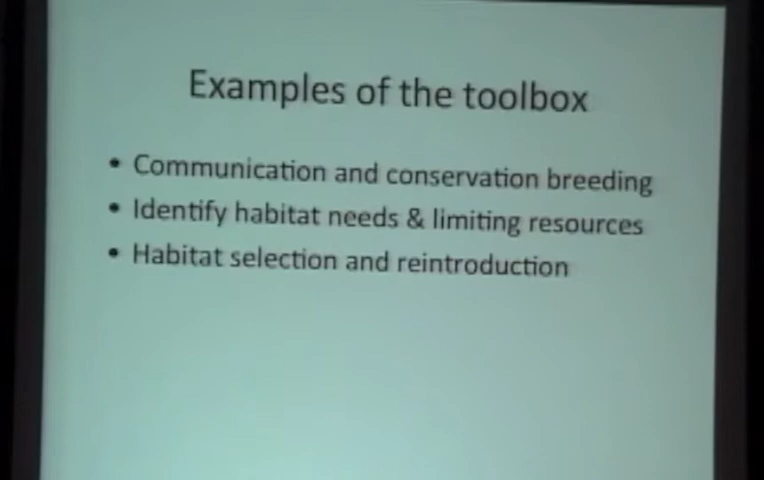 Examples of the toolbox
• Communication and conservation breeding
• Identify habitat needs & limiting resources
• Habitat selection and reintroduction